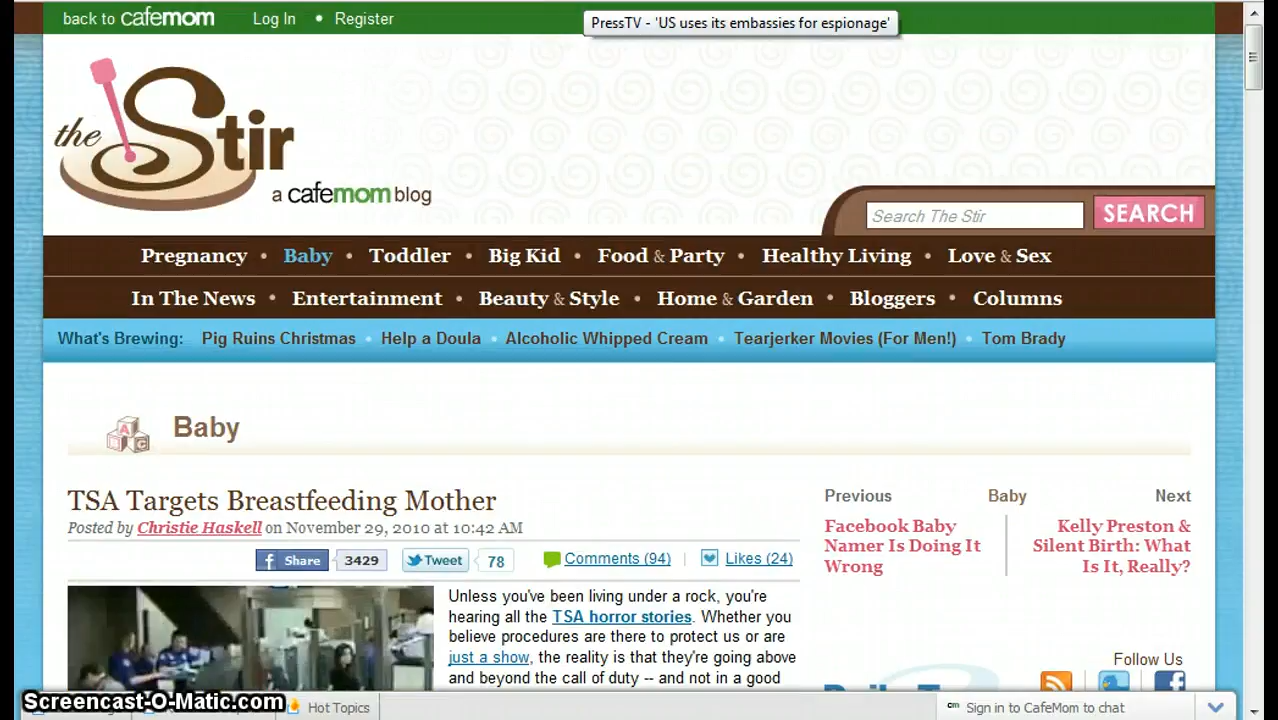 back to cafemom Log In • Register
PressTV - 'US uses its embassies for espionage'
the Stir
a cafemom blog
Search The Stir SEARCH
Pregnancy • Baby • Toddler • Big Kid • Food & Party • Healthy Living • Love & Sex
In The News • Entertainment • Beauty & Style • Home & Garden • Bloggers • Columns
What's Brewing: Pig Ruins Christmas • Help a Doula • Alcoholic Whipped Cream • Tearjerker Movies (For Men!) • Tom Brady
Baby
TSA Targets Breastfeeding Mother
Posted by Christie Haskell on November 29, 2010 at 10:42 AM
Share 3429 Tweet 78 Comments (94) | Likes (24)
Unless you've been living under a rock, you're
hearing all the TSA horror stories. Whether you
believe procedures are there to protect us or are
just a show, the reality is that they're going above
and beyond the call of duty -- and not in a good
Previous Baby Next
Facebook Baby
Namer Is Doing It
Wrong
Kelly Preston &
Silent Birth: What
Is It, Really?
Follow Us
Screencast-O-Matic.com
Hot Topics
cm Sign in to CafeMom to chat